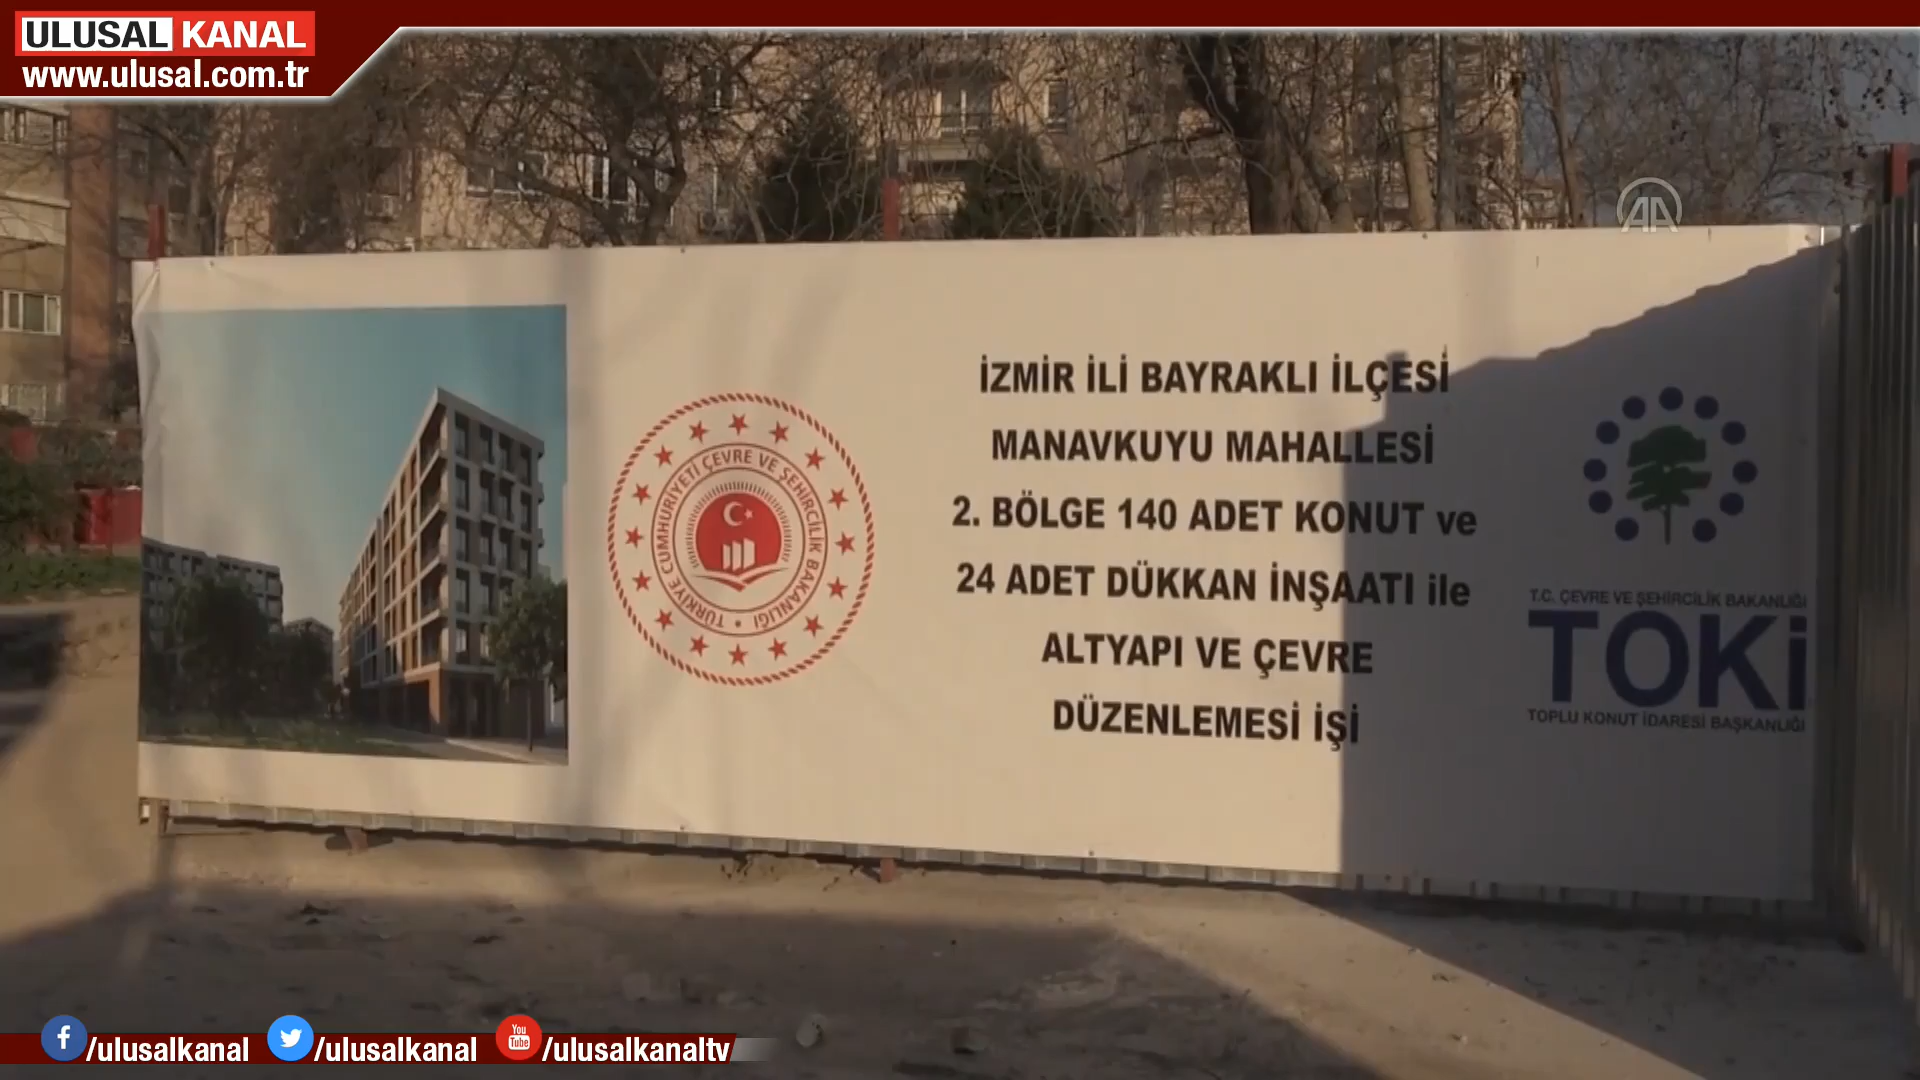 ULUSAL KANAL
www.ulusal.com.tr
AA
İZMİR İLİ BAYRAKLI İLÇESİ
MANAVKUYU MAHALLESİ
2. BÖLGE 140 ADET KONUT ve
24 ADET DÜKKAN İNŞAATI ile
ALTYAPI VE ÇEVRE
DÜZENLEMESİ İŞİ
TÜRKİYE CUMHURİYETİ ÇEVRE VE ŞEHİRCİLİK BAKANLIĞI
T.C. ÇEVRE VE ŞEHİRCİLİK BAKANLIĞI
TOKİ
TOPLU KONUT İDARESİ BAŞKANLIĞI
f /ulusalkanal
/ulusalkanal
You Tube /ulusalkanaltv